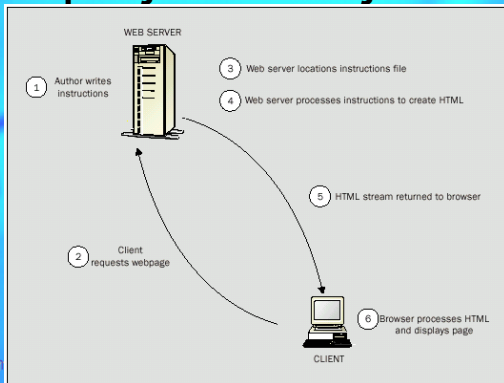 WEB SERVER
1 Author writes
instructions
3 Web server locations instructions file
4 Web server processes instructions to create HTML
5 HTML stream returned to browser
2 Client
requests webpage
6 Browser processes HTML
and displays page
CLIENT